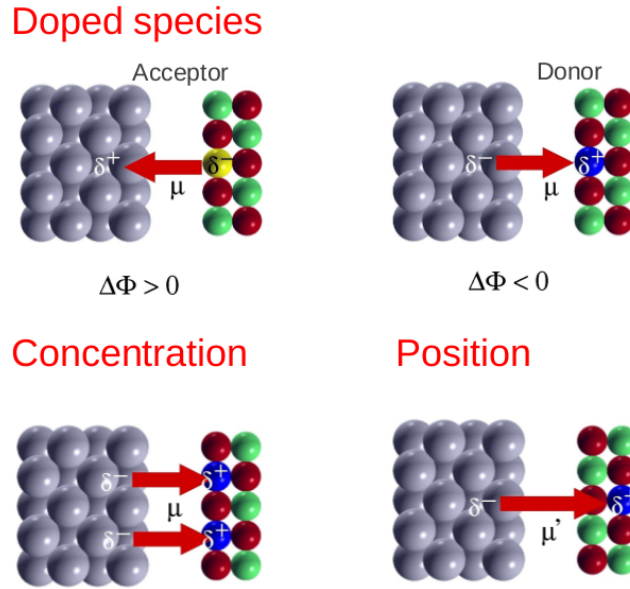 Doped species
Acceptor
Donor
δ⁺ δ⁻
μ
δ⁻ δ⁺
μ
ΔΦ > 0
ΔΦ < 0
Concentration
Position
δ⁻ δ⁺
μ
δ⁻ δ⁺
δ⁻ δ
μ'